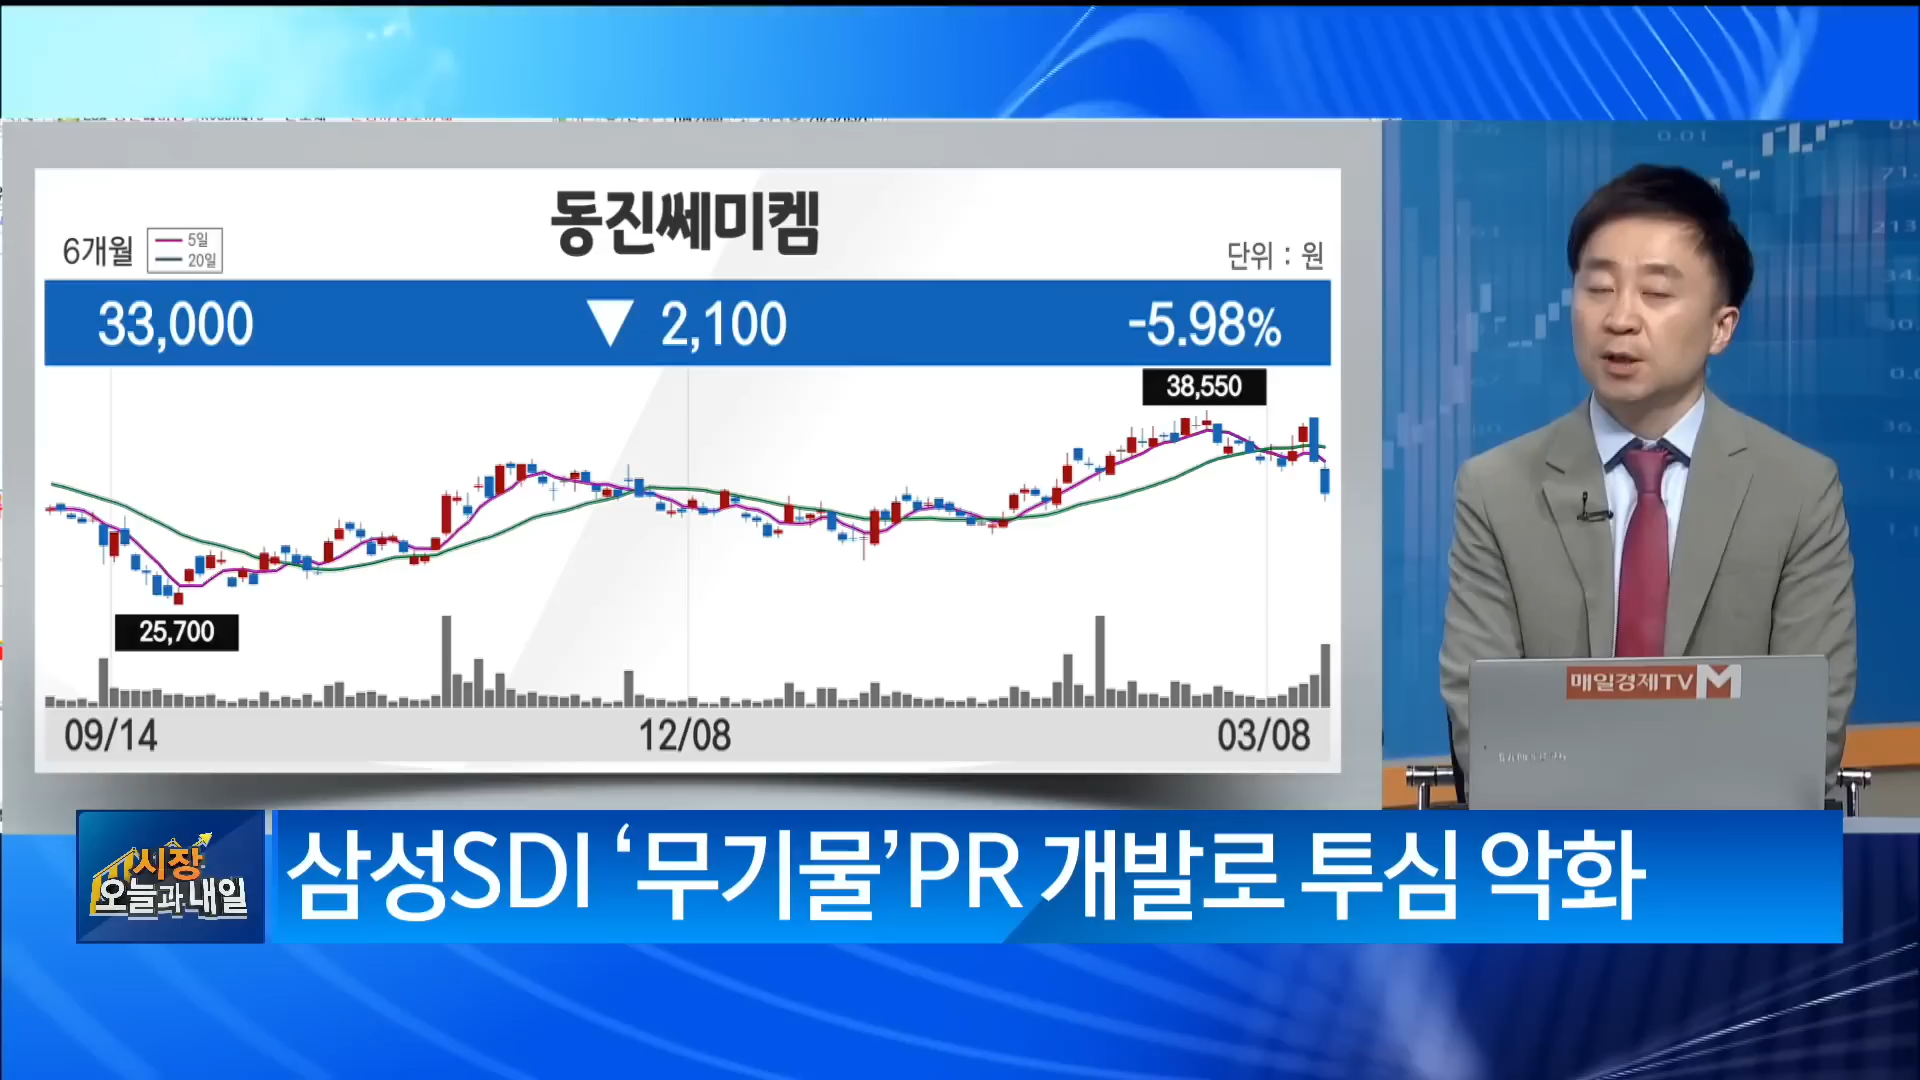 동진쎄미켐
6개월
5일
20일
단위 : 원
33,000 ▼ 2,100 -5.98%
38,550
25,700
09/14 12/08 03/08
매일경제TV M
시장
오늘과 내일
삼성SDI ‘무기물’PR 개발로 투심 악화